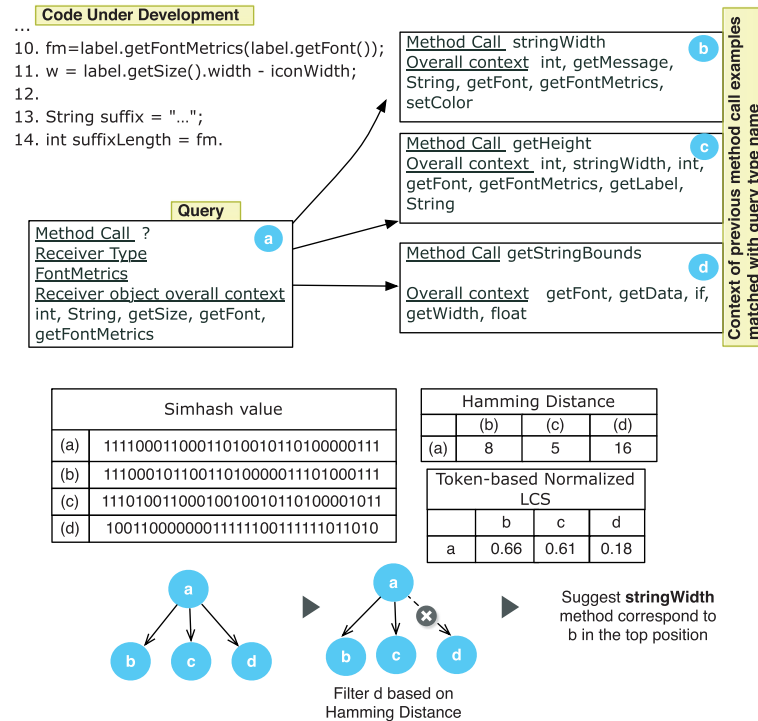 Code Under Development
...
10. fm=label.getFontMetrics(label.getFont());
11. w = label.getSize().width - iconWidth;
12.
13. String suffix = "…";
14. int suffixLength = fm.
Query
Method Call ?
a
Receiver Type
FontMetrics
Receiver object overall context
int, String, getSize, getFont,
getFontMetrics
Method Call stringWidth
b
Overall context int, getMessage,
String, getFont, getFontMetrics,
setColor
Method Call getHeight
c
Overall context int, stringWidth, int,
getFont, getFontMetrics, getLabel,
String
Method Call getStringBounds
d
Overall context getFont, getData, if,
getWidth, float
Context of previous method call examples
matched with query type name
Simhash value
(a) 11110001100011010010110100000111
(b) 11100010110011010000011101000111
(c) 11101001100010010010110100001011
(d) 10011000000011111100111111011010
Hamming Distance
(b) (c) (d)
(a) 8 5 16
Token-based Normalized
LCS
b c d
a 0.66 0.61 0.18
a
b c d
a
b c d
Filter d based on
Hamming Distance
Suggest stringWidth
method correspond to
b in the top position